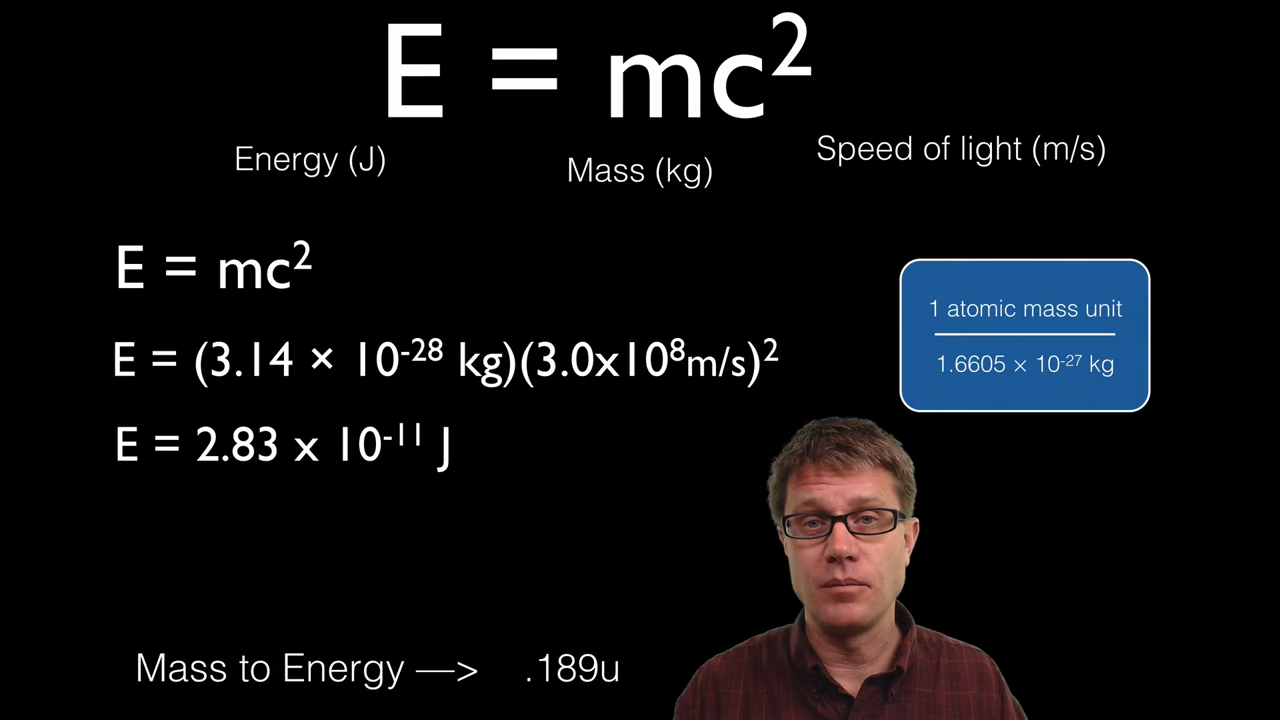 E = mc²
Energy (J)
Mass (kg)
Speed of light (m/s)
E = mc²
E = (3.14 × 10⁻²⁸ kg)(3.0x10⁸m/s)²
E = 2.83 x 10⁻¹¹ J
1 atomic mass unit
1.6605 × 10⁻²⁷ kg
Mass to Energy —> .189u